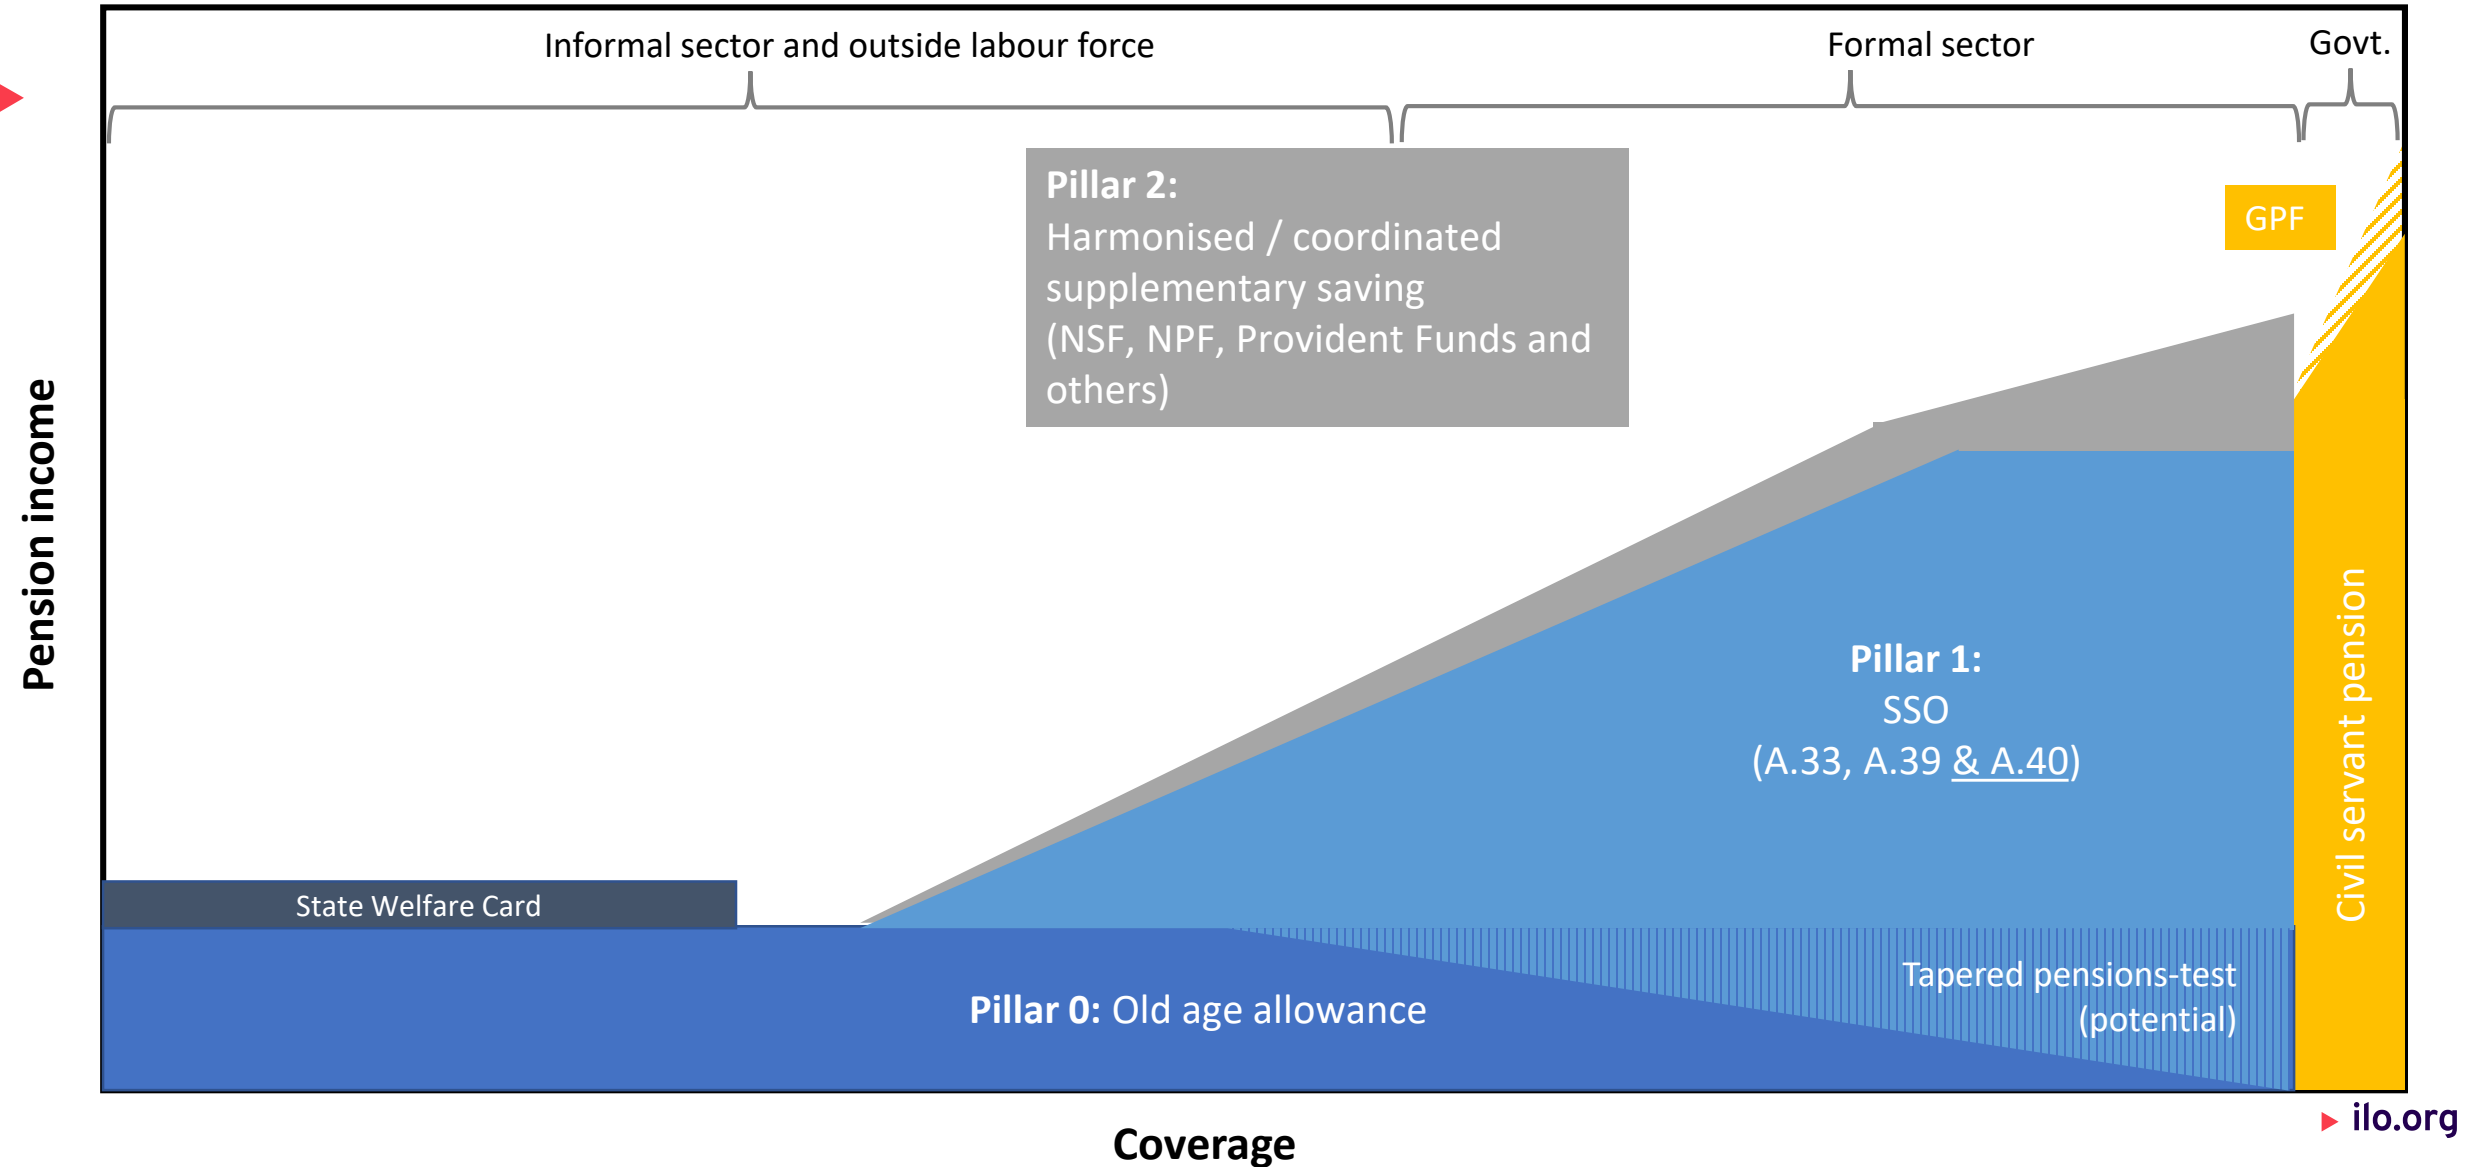 Informal sector and outside labour force
Formal sector
Govt.
Pillar 2:
Harmonised / coordinated
supplementary saving
(NSF, NPF, Provident Funds and
others)
GPF
Pension income
Pillar 1:
SSO
(A.33, A.39 & A.40)
Civil servant pension
State Welfare Card
Tapered pensions-test
(potential)
Pillar 0: Old age allowance
Coverage
ilo.org